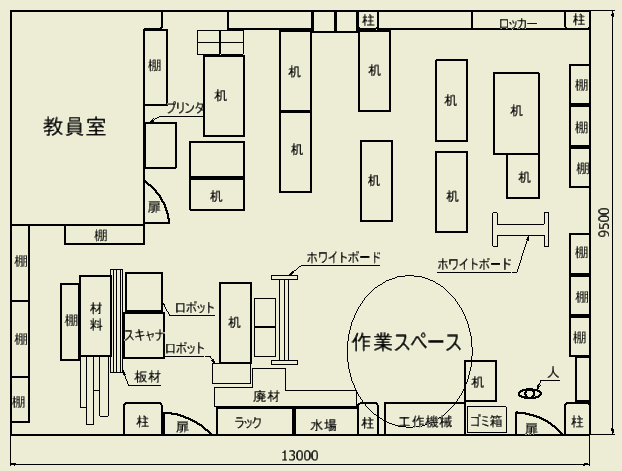 柱
ロッカー
柱
棚
机
机
机
机
机
プリンタ
棚
教員室
棚
机
棚
机
机
机
机
机
扉
9500
棚
棚
棚
ホワイトボード
ホワイトボード
棚
棚
材料
ロボット
棚
机
スキャナ
棚
作業スペース
棚
ロボット
板材
人
机
棚
廃材
柱
扉
ラック
水場
柱
工作機械
ゴミ箱
扉
柱
13000